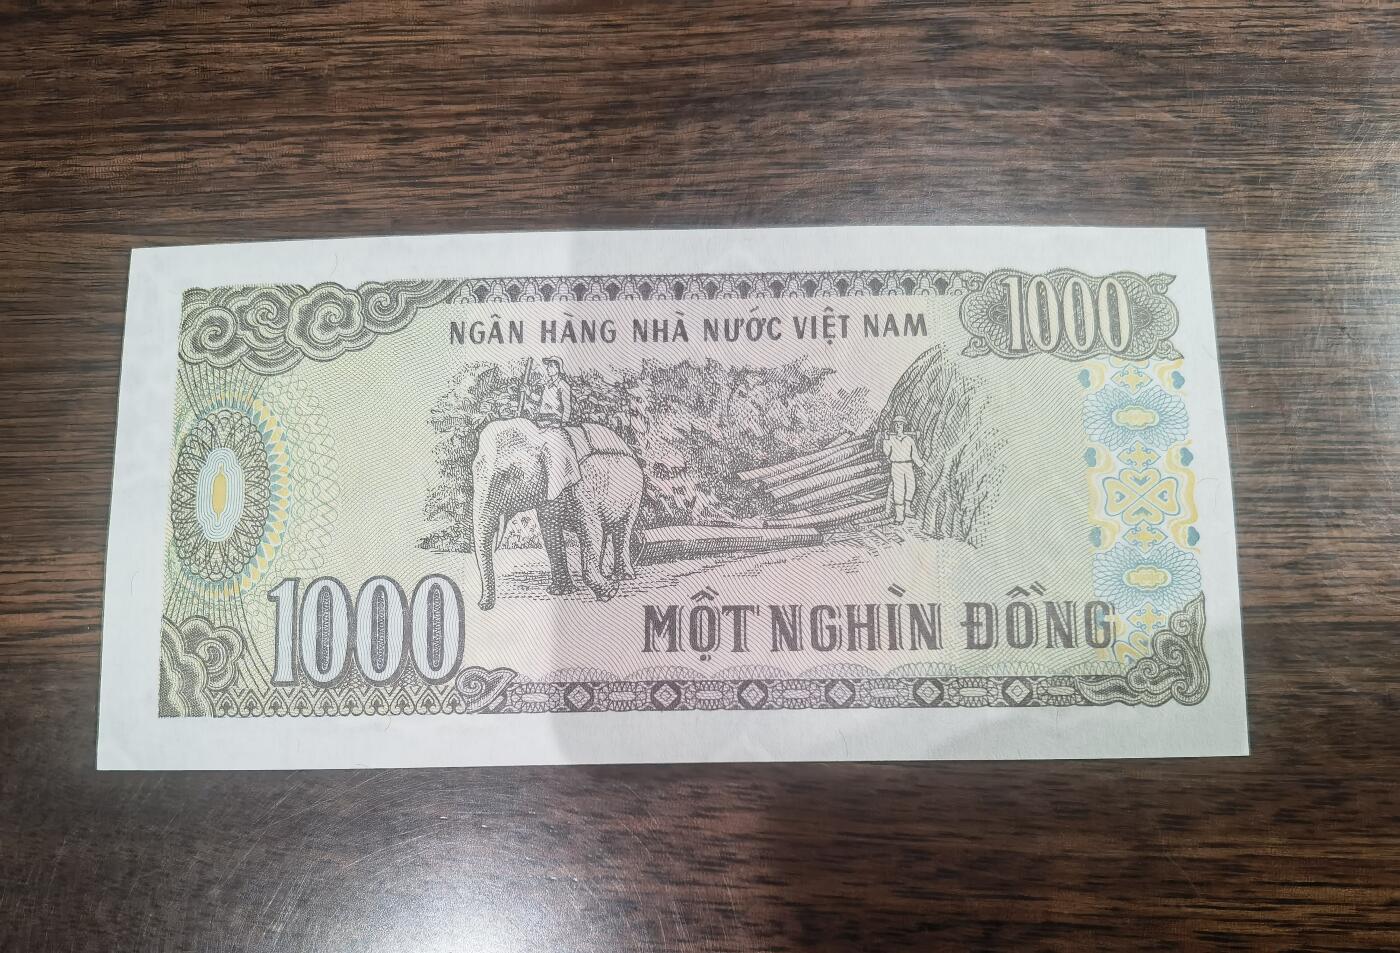 NGÂN HÀNG NHÀ NƯỚC VIỆT NAM
1000
1000
MỘT NGHÌN ĐỒNG